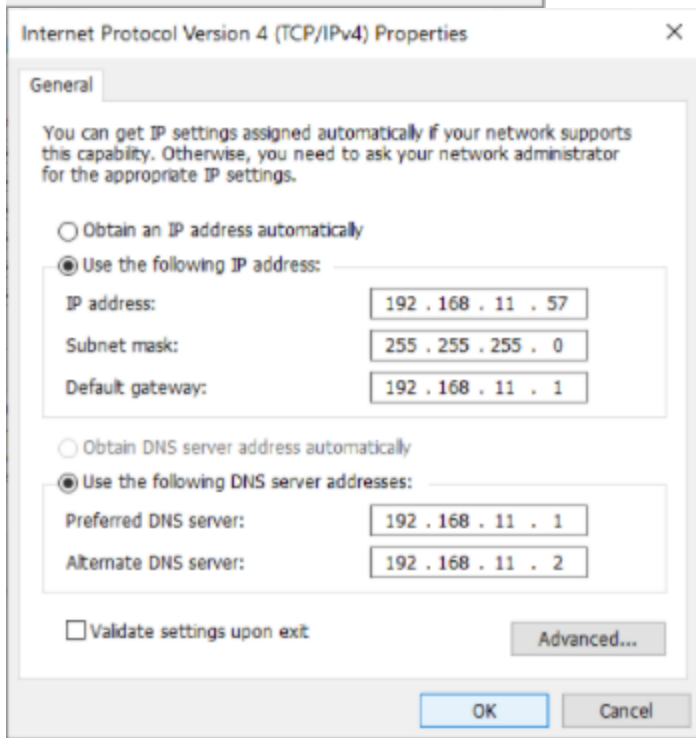 Internet Protocol Version 4 (TCP/IPv4) Properties
General
You can get IP settings assigned automatically if your network supports
this capability. Otherwise, you need to ask your network administrator
for the appropriate IP settings.
Obtain an IP address automatically
Use the following IP address:
IP address: 192 . 168 . 11 . 57
Subnet mask: 255 . 255 . 255 . 0
Default gateway: 192 . 168 . 11 . 1
Obtain DNS server address automatically
Use the following DNS server addresses:
Preferred DNS server: 192 . 168 . 11 . 1
Alternate DNS server: 192 . 168 . 11 . 2
Validate settings upon exit
Advanced...
OK Cancel